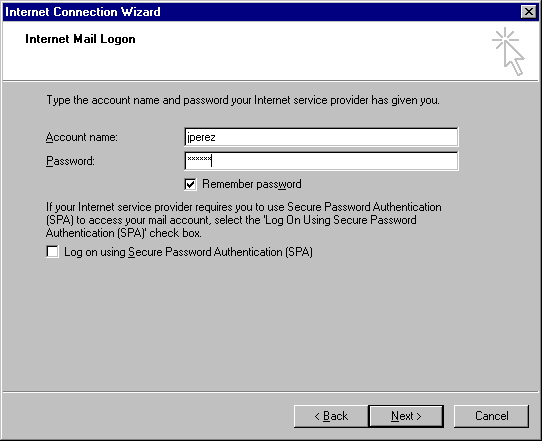 Internet Connection Wizard
Internet Mail Logon
Type the account name and password your Internet service provider has given you.
Account name: jperez
Password: ******
Remember password
If your Internet service provider requires you to use Secure Password Authentication
(SPA) to access your mail account, select the 'Log On Using Secure Password
Authentication (SPA)' check box.
Log on using Secure Password Authentication (SPA)
< Back Next > Cancel